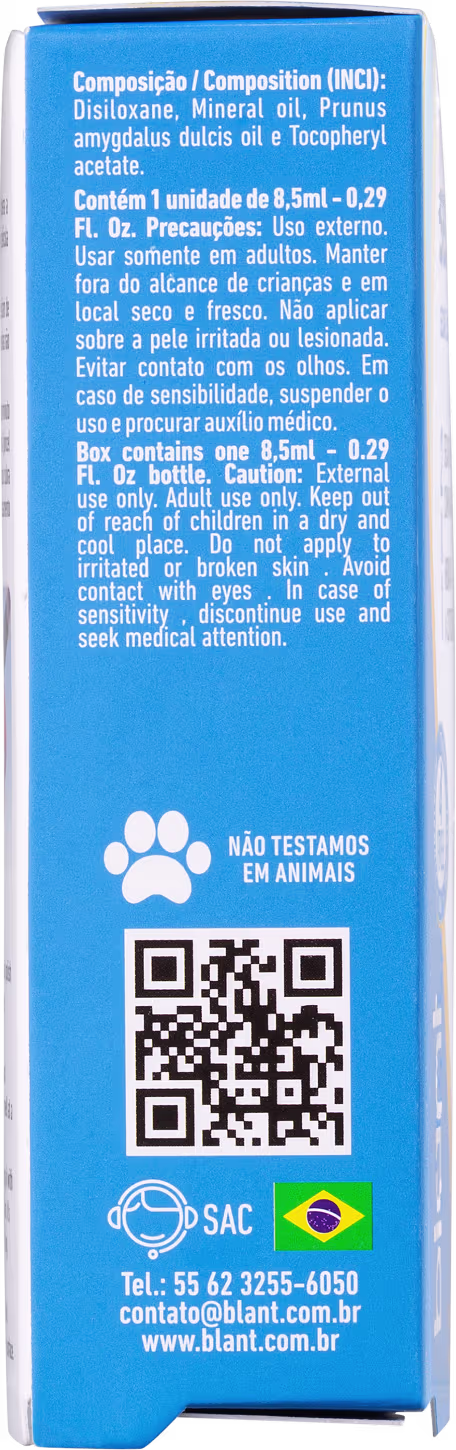 Composição / Composition (INCI):
Disiloxane, Mineral oil, Prunus
amygdalus dulcis oil e Tocopheryl
acetate.
Contém 1 unidade de 8,5ml - 0,29
Fl. Oz. Precauções: Uso externo.
Usar somente em adultos. Manter
fora do alcance de crianças e em
local seco e fresco. Não aplicar
sobre a pele irritada ou lesionada.
Evitar contato com os olhos. Em
caso de sensibilidade, suspender o
uso e procurar auxílio médico.
Box contains one 8,5ml - 0.29
Fl. Oz bottle. Caution: External
use only. Adult use only. Keep out
of reach of children in a dry and
cool place. Do not apply to
irritated or broken skin . Avoid
contact with eyes . In case of
sensitivity , discontinue use and
seek medical attention.
NÃO TESTAMOS
EM ANIMAIS
SAC
Tel.: 55 62 3255-6050
contato@blant.com.br
www.blant.com.br